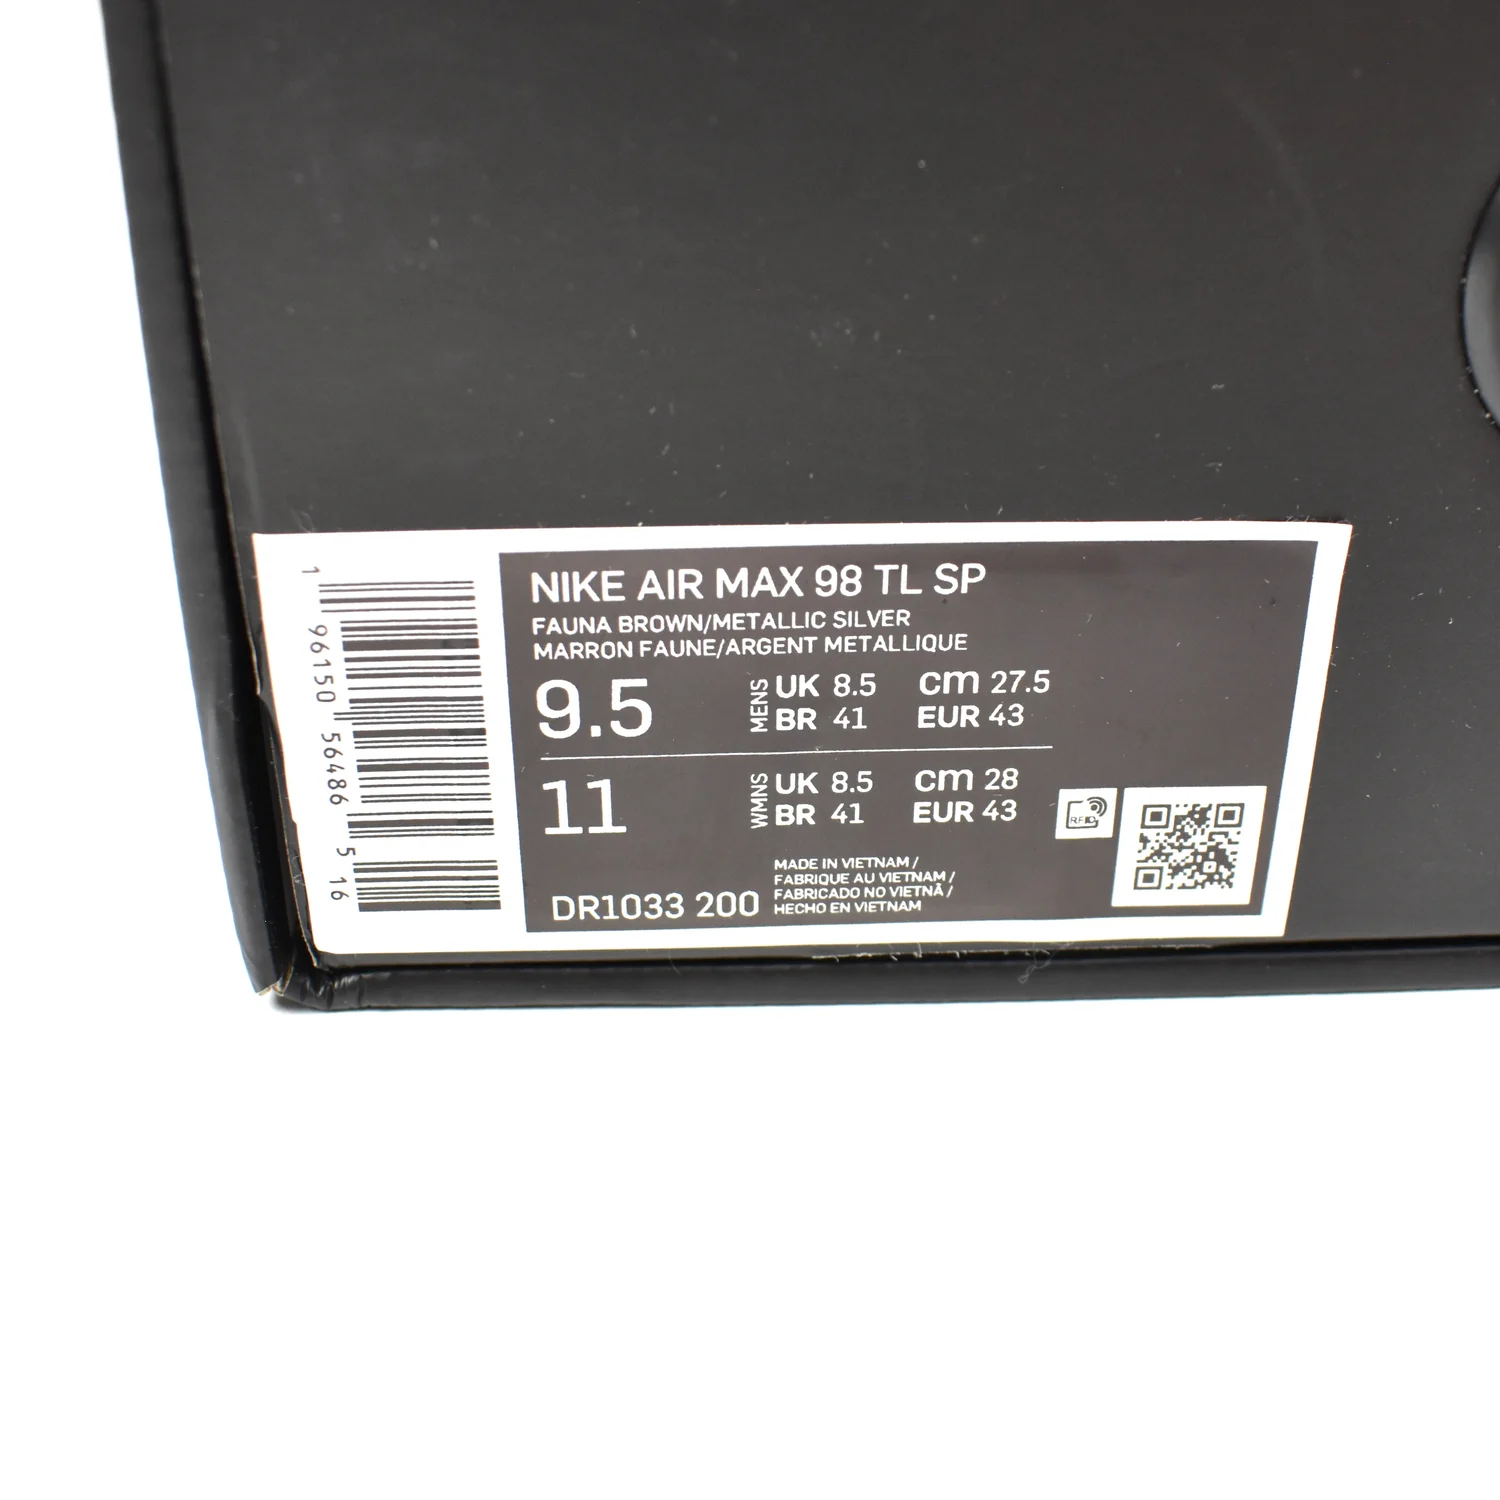 NIKE AIR MAX 98 TL SP
FAUNA BROWN/METALLIC SILVER
MARRON FAUNE/ARGENT METALLIQUE
9.5 MENS UK 8.5 cm 27.5
BR 41 EUR 43
11 WMNS UK 8.5 cm 28
BR 41 EUR 43
RFID
DR1033 200
MADE IN VIETNAM /
FABRIQUE AU VIETNAM /
FABRICADO NO VIETNÃ /
HECHO EN VIETNAM
1 96150 56486 5 16